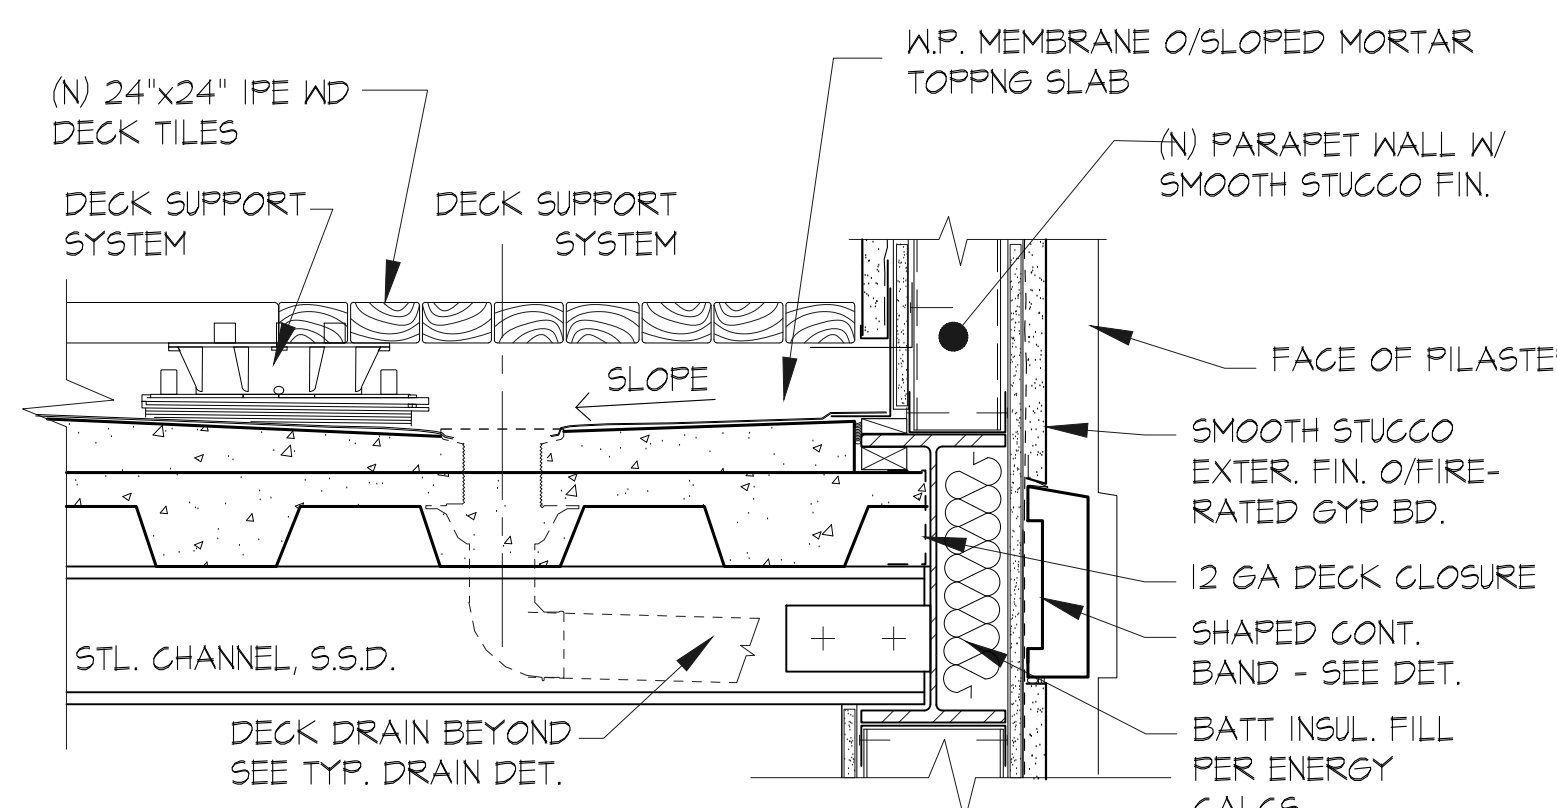 W.P. MEMBRANE O/SLOPED MORTAR
TOPPNG SLAB
(N) 24"x24" IPE WD
DECK TILES
(N) PARAPET WALL W/
SMOOTH STUCCO FIN.
DECK SUPPORT
SYSTEM
DECK SUPPORT
SYSTEM
SLOPE
FACE OF PILASTE
SMOOTH STUCCO
EXTER. FIN. O/FIRE-
RATED GYP BD.
12 GA DECK CLOSURE
SHAPED CONT.
BAND - SEE DET.
STL. CHANNEL, S.S.D.
DECK DRAIN BEYOND
SEE TYP. DRAIN DET.
BATT INSUL. FILL
PER ENERGY
CALCS